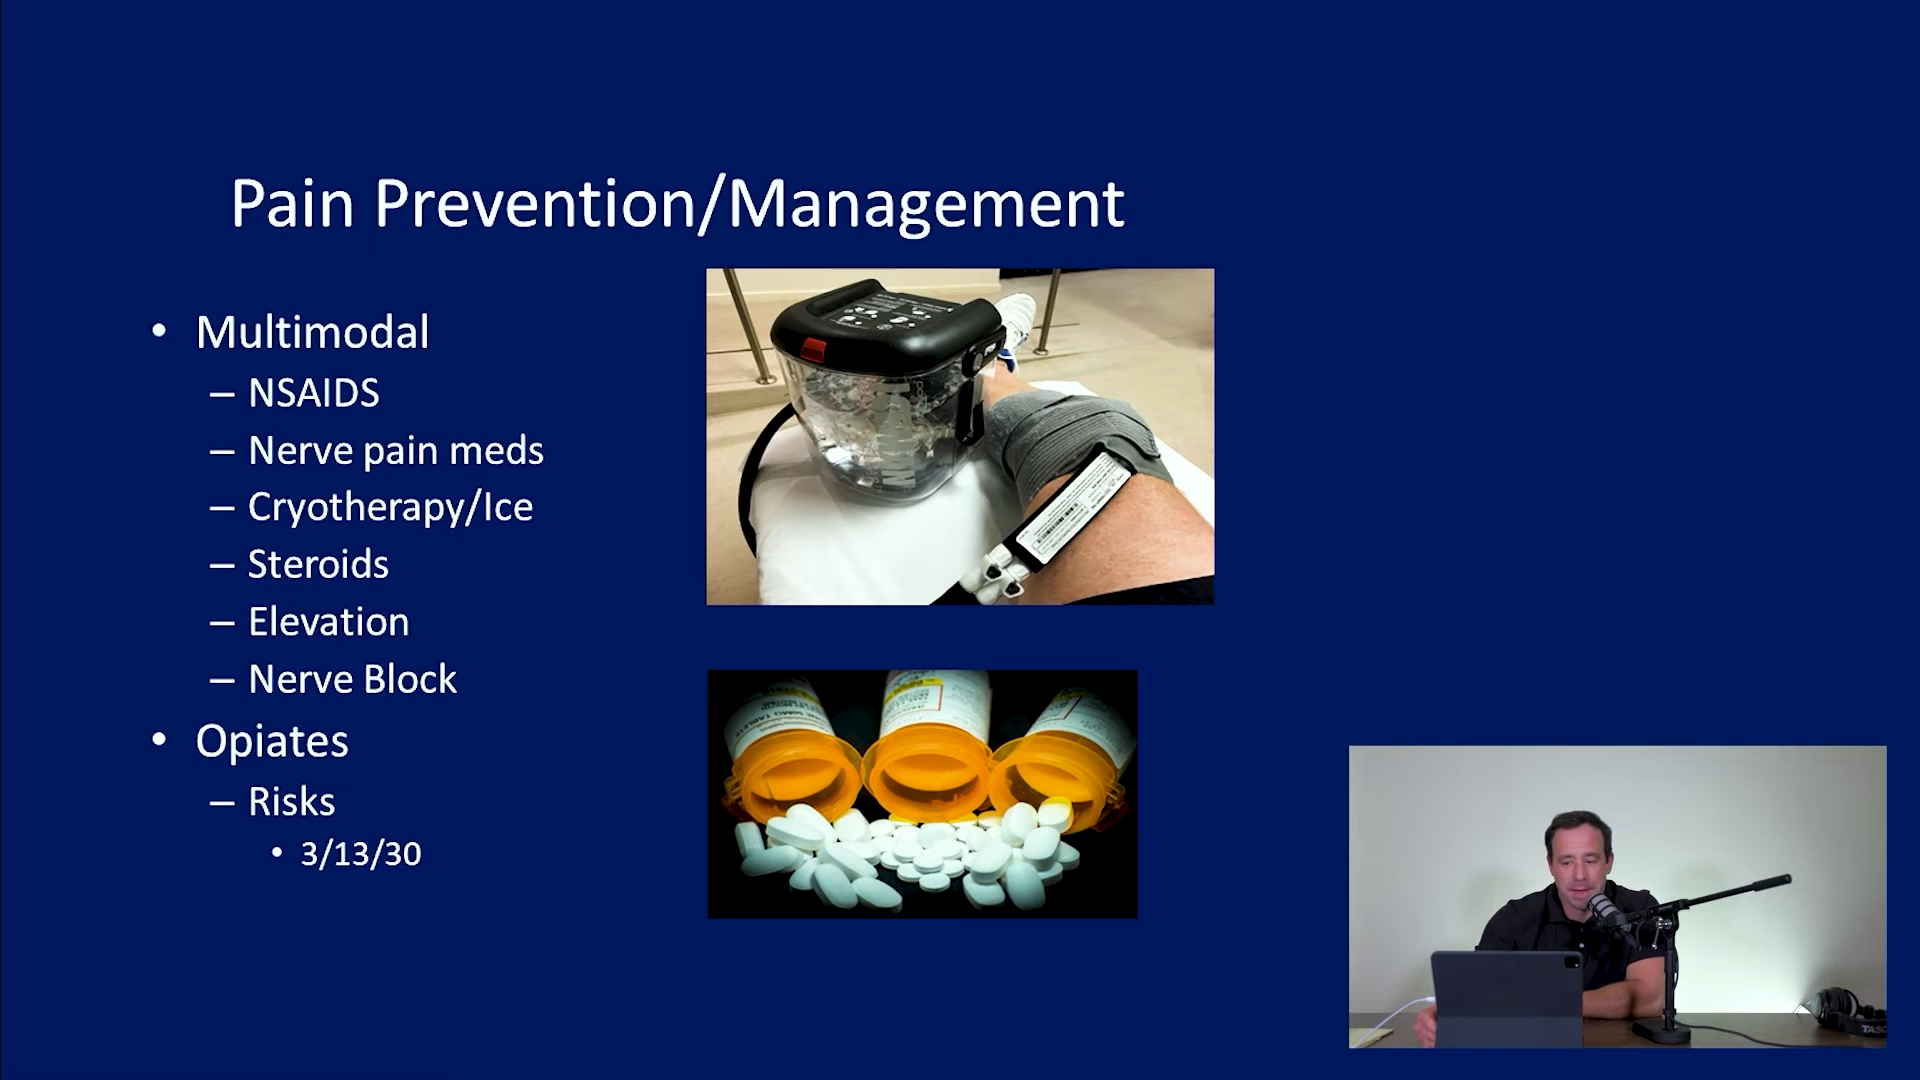 Pain Prevention/Management
• Multimodal
– NSAIDS
– Nerve pain meds
– Cryotherapy/Ice
– Steroids
– Elevation
– Nerve Block
• Opiates
– Risks
• 3/13/30